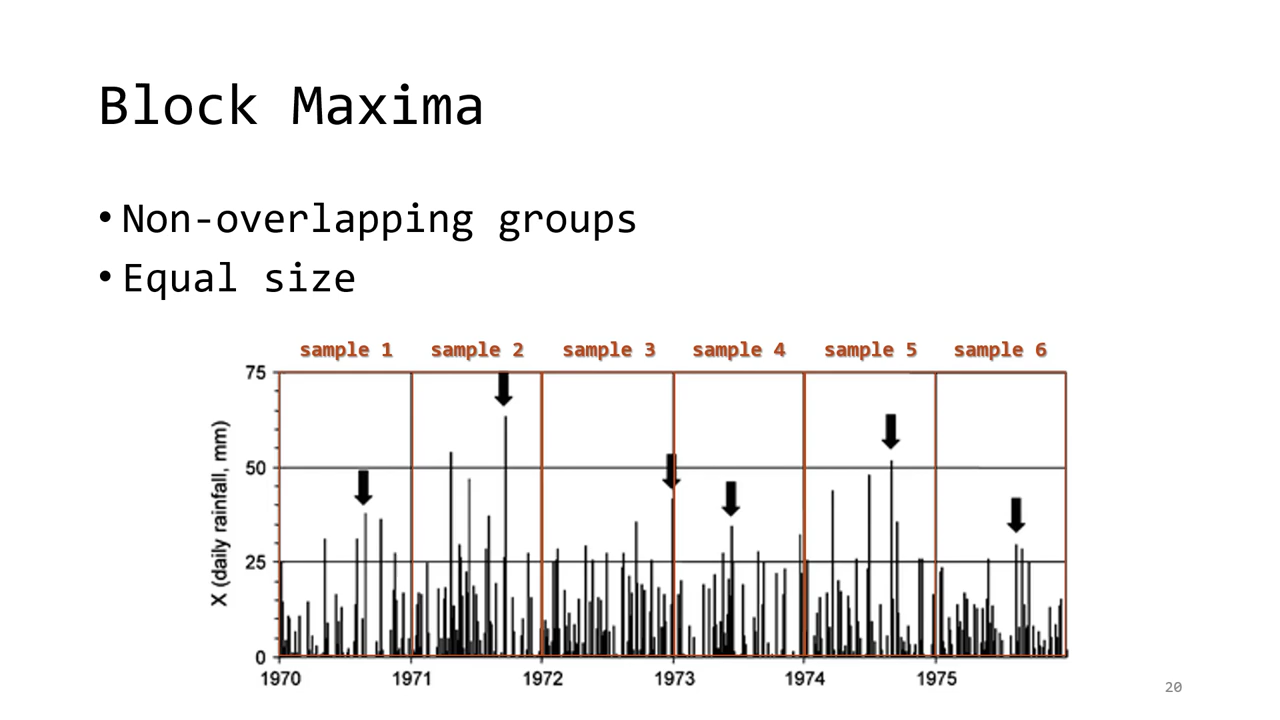 Block Maxima
• Non-overlapping groups
• Equal size
sample 1 sample 2 sample 3 sample 4 sample 5 sample 6
75
50
25
0
X (daily rainfall, mm)
1970 1971 1972 1973 1974 1975
20